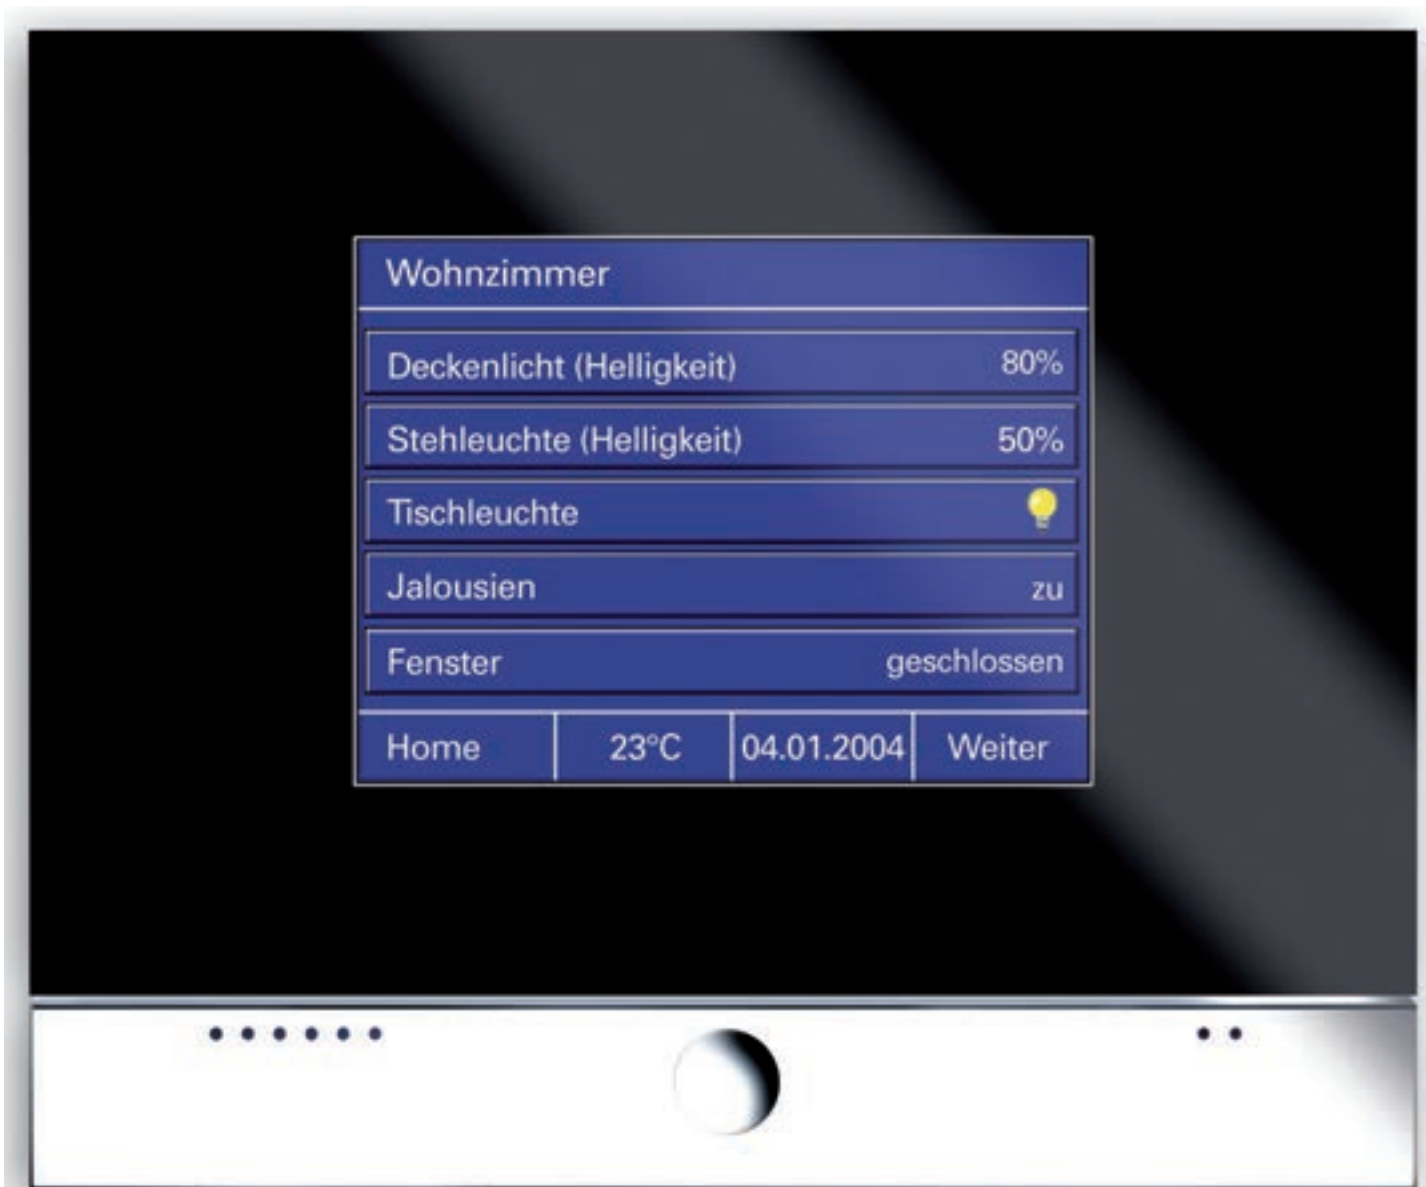 Wohnzimmer
Deckenlicht (Helligkeit) 80%
Stehleuchte (Helligkeit) 50%
Tischleuchte
Jalousien zu
Fenster geschlossen
Home 23°C 04.01.2004 Weiter